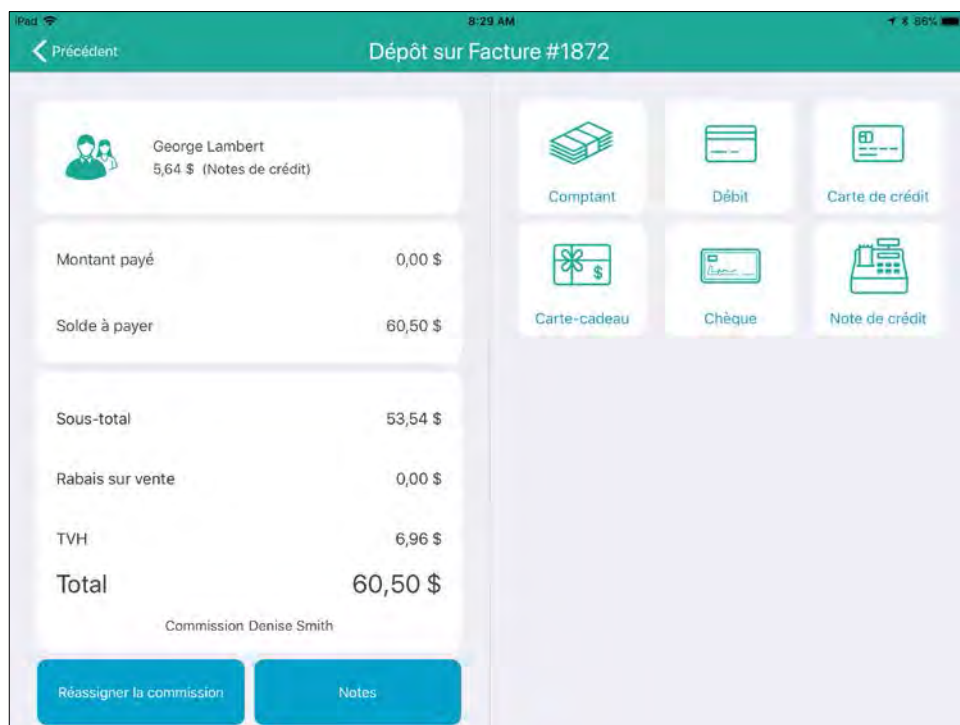 iPad
8:29 AM
86%
Précédent
Dépôt sur Facture #1872
George Lambert
5,64 $ (Notes de crédit)
Montant payé 0,00 $
Solde à payer 60,50 $
Sous-total 53,54 $
Rabais sur vente 0,00 $
TVH 6,96 $
Total 60,50 $
Commission Denise Smith
Réassigner la commission
Notes
Comptant
Débit
Carte de crédit
$
Carte-cadeau
Chèque
Note de crédit